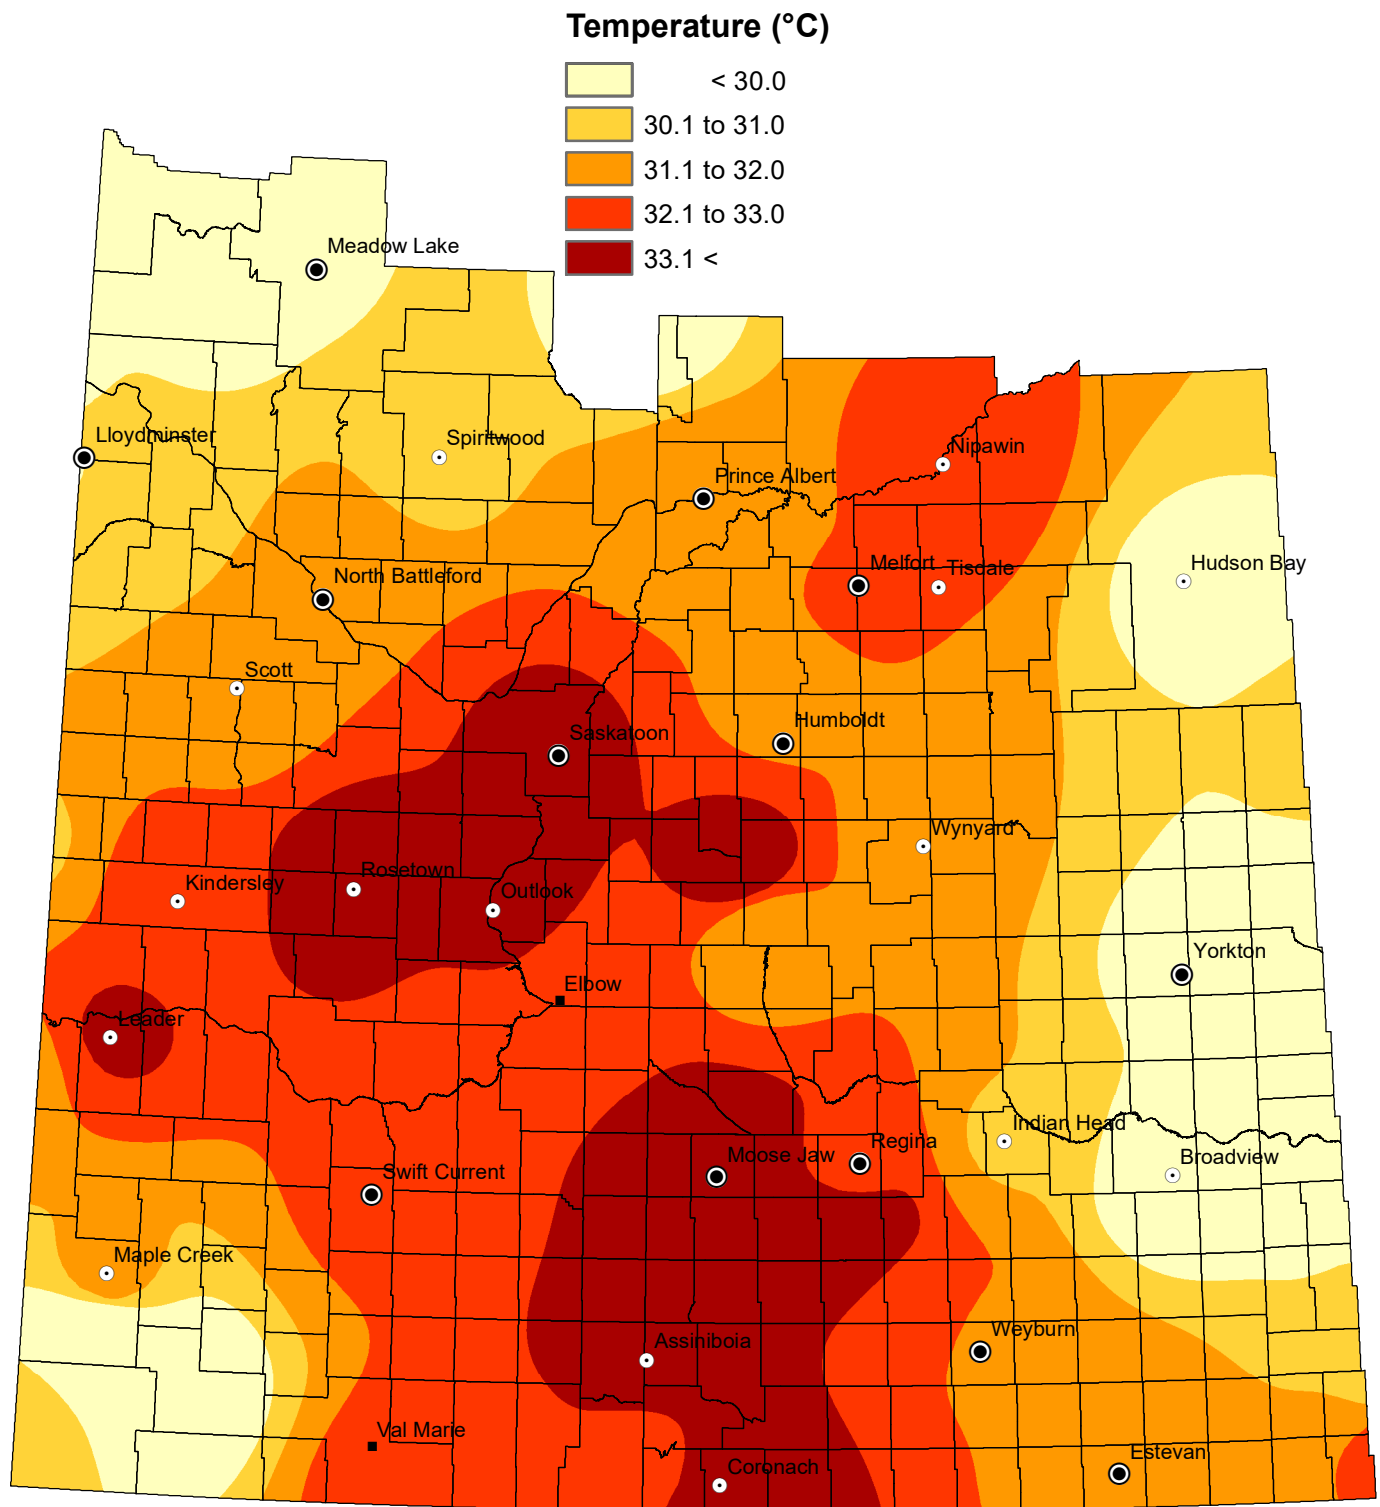 Temperature (°C)
< 30.0
30.1 to 31.0
31.1 to 32.0
32.1 to 33.0
33.1 <
Meadow Lake
Lloydminster
Spiritwood
Nipawin
Prince Albert
Hudson Bay
Melfort
Tisdale
North Battleford
Scott
Humboldt
Saskatoon
Wynyard
Rosetown
Kindersley
Outlook
Yorkton
Elbow
Leader
Indian Head
Regina
Moose Jaw
Broadview
Swift Current
Maple Creek
Weyburn
Assiniboia
Val Marie
Estevan
Coronach